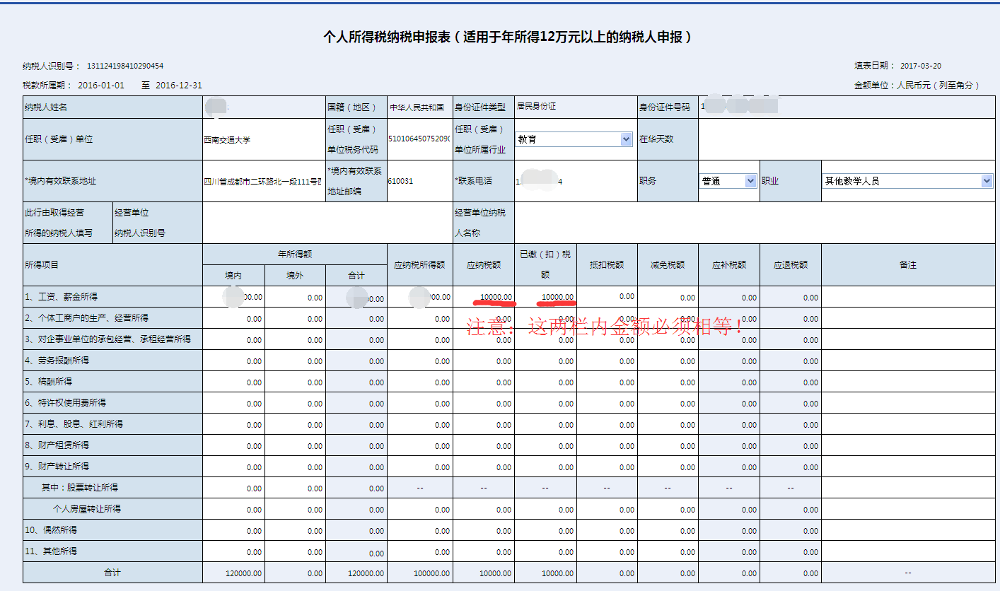 个人所得税纳税申报表（适用于年所得12万元以上的纳税人申报）
纳税人识别号： 131124198410290454 填表日期： 2017-03-20
税款所属期： 2016-01-01 至 2016-12-31 金额单位：人民币元（列至角分）
纳税人姓名 国籍（地区） 中华人民共和国 身份证件类型 居民身份证 身份证件号码 1
任职（受雇）单位 西南交通大学 任职（受雇）单位税务代码 51010645075209 任职（受雇）单位所属行业 教育 在华天数
*境内有效联系地址 四川省成都市二环路北一段111号 *境内有效联系地址邮编 610031 *联系电话 1 4 职务 普通 职业 其他教学人员
此行由取得经营所得的纳税人填写 经营单位纳税人识别号 经营单位纳税人名称
所得项目 年所得额 应纳税所得额 应纳税额 已缴（扣）税额 抵扣税额 减免税额 应补税额 应退税额 备注
境内 境外 合计
1、工资、薪金所得 00.00 0.00 0.00 00.00 10000.00 10000.00 0.00 0.00 0.00 0.00
2、个体工商户的生产、经营所得 0.00 0.00 0.00 0.00 0.00 0.00 0.00 0.00 0.00 0.00
注意：这两栏内金额必须相等！
3、对企事业单位的承包经营、承租经营所得 0.00 0.00 0.00 0.00 0.00 0.00 0.00 0.00 0.00 0.00
4、劳务报酬所得 0.00 0.00 0.00 0.00 0.00 0.00 0.00 0.00 0.00 0.00
5、稿酬所得 0.00 0.00 0.00 0.00 0.00 0.00 0.00 0.00 0.00 0.00
6、特许权使用费所得 0.00 0.00 0.00 0.00 0.00 0.00 0.00 0.00 0.00 0.00
7、利息、股息、红利所得 0.00 0.00 0.00 0.00 0.00 0.00 0.00 0.00 0.00 0.00
8、财产租赁所得 0.00 0.00 0.00 0.00 0.00 0.00 0.00 0.00 0.00 0.00
9、财产转让所得 0.00 0.00 0.00 0.00 0.00 0.00 0.00 0.00 0.00 0.00
其中：股票转让所得 0.00 0.00 0.00 -- -- -- -- -- -- --
个人房屋转让所得 0.00 0.00 0.00 0.00 0.00 0.00 0.00 0.00 0.00 0.00
10、偶然所得 0.00 0.00 0.00 0.00 0.00 0.00 0.00 0.00 0.00 0.00
11、其他所得 0.00 0.00 0.00 0.00 0.00 0.00 0.00 0.00 0.00 0.00
合计 120000.00 0.00 120000.00 100000.00 10000.00 10000.00 0.00 0.00 0.00 0.00 --